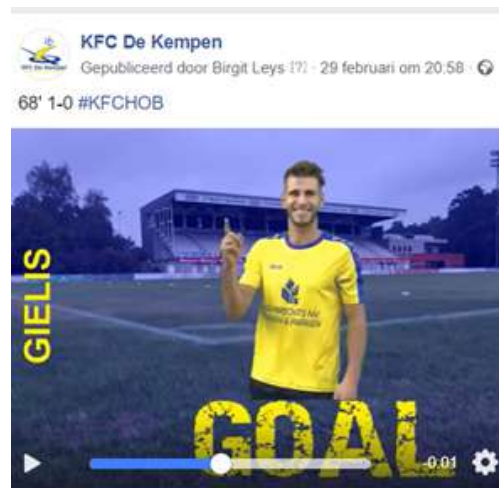 KFC De Kempen
Gepubliceerd door Birgit Leys [?] · 29 februari om 20:58 ·
68' 1-0 #KFCHOB
GIELIS
GOAL
-0:01